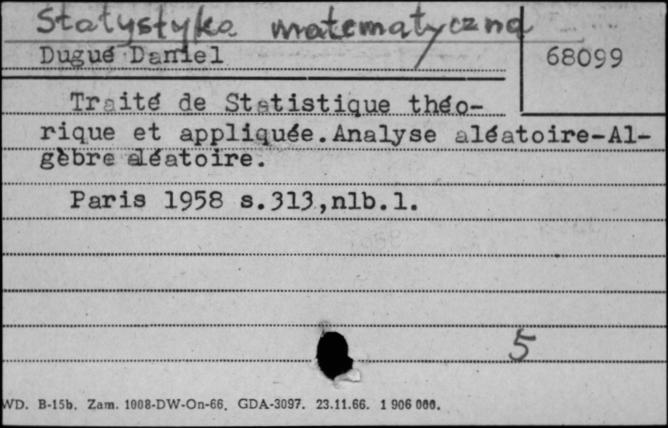 Statystyka matematyczna
Dugué Daniel
68099
Traité de Statistique théo-
rique et appliquée.Analyse aléatoire-Al-
gèbre aléatoire.
Paris 1958 s.313,nlb.1.
5
WD. B-15b. Zam. 1008-DW-On-66. GDA-3097. 23.11.66. 1 906 000.